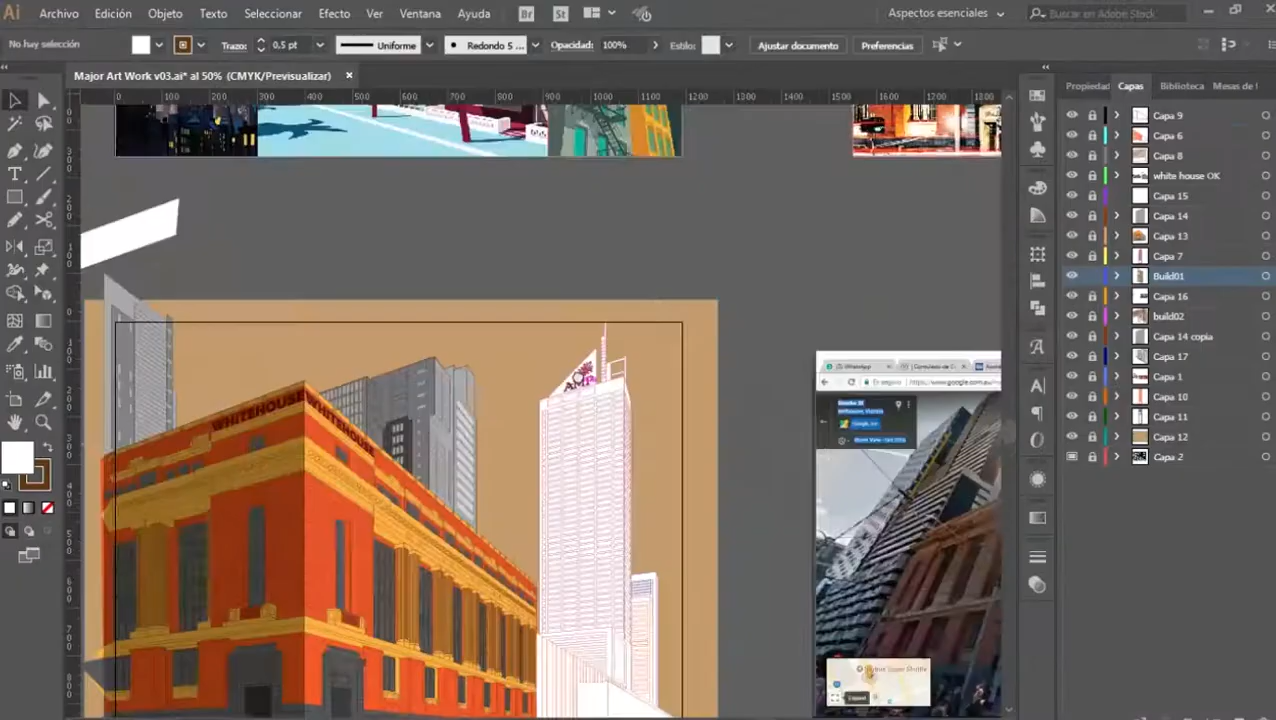 Ai Archivo Edición Objeto Texto Seleccionar Efecto Ver Ventana Ayuda Br St Aspectos esenciales Buscar en Adobe Stock
No hay selección Trazo: 0,5 pt Uniforme Redondo 5 ... Opacidad: 100% Estilo: Ajustar documento Preferencias
Major Art Work v03.ai* al 50% (CMYK/Previsualizar) ×
0 100 200 300 400 500 600 700 800 900 1000 1100 1200 1300 1400 1500 1600 1700 1800
Propiedad Capas Biblioteca Mesas de
Capa 9
Capa 6
Capa 8
white house OK
Capa 15
Capa 14
Capa 13
Capa 7
Build01
Capa 16
build02
Capa 14 copia
Capa 17
Capa 1
Capa 10
Capa 11
Capa 12
Capa 2
AMP
WHITEHOUSE
WHITEHOUSE
WhatsApp